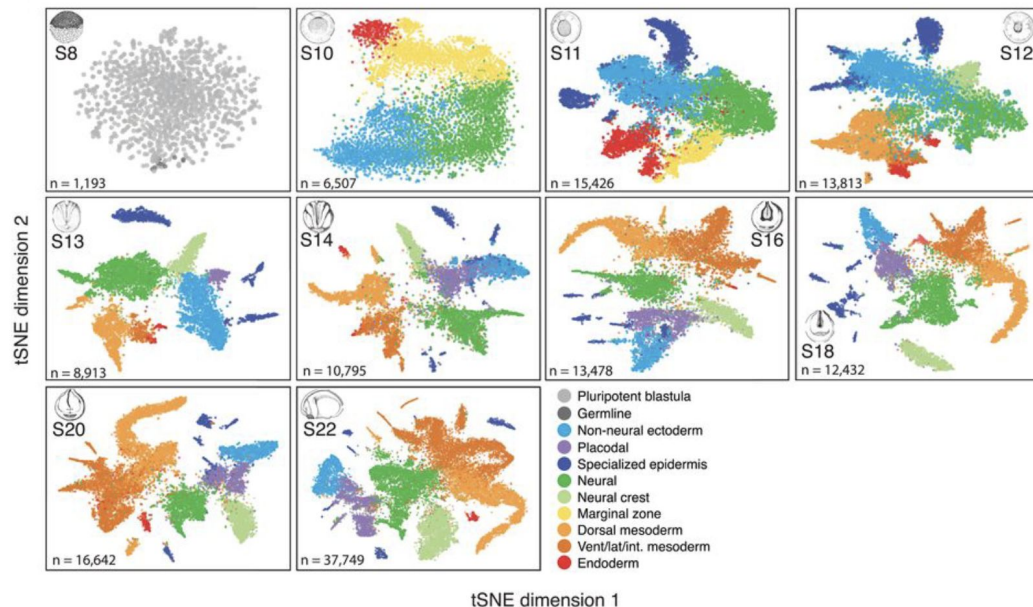 S8
n = 1,193
S10
n = 6,507
S11
n = 15,426
S12
n = 13,813
S13
n = 8,913
S14
n = 10,795
S16
n = 13,478
S18
n = 12,432
S20
n = 16,642
S22
n = 37,749
Pluripotent blastula
Germline
Non-neural ectoderm
Placodal
Specialized epidermis
Neural
Neural crest
Marginal zone
Dorsal mesoderm
Vent/lat/int. mesoderm
Endoderm
tSNE dimension 2
tSNE dimension 1